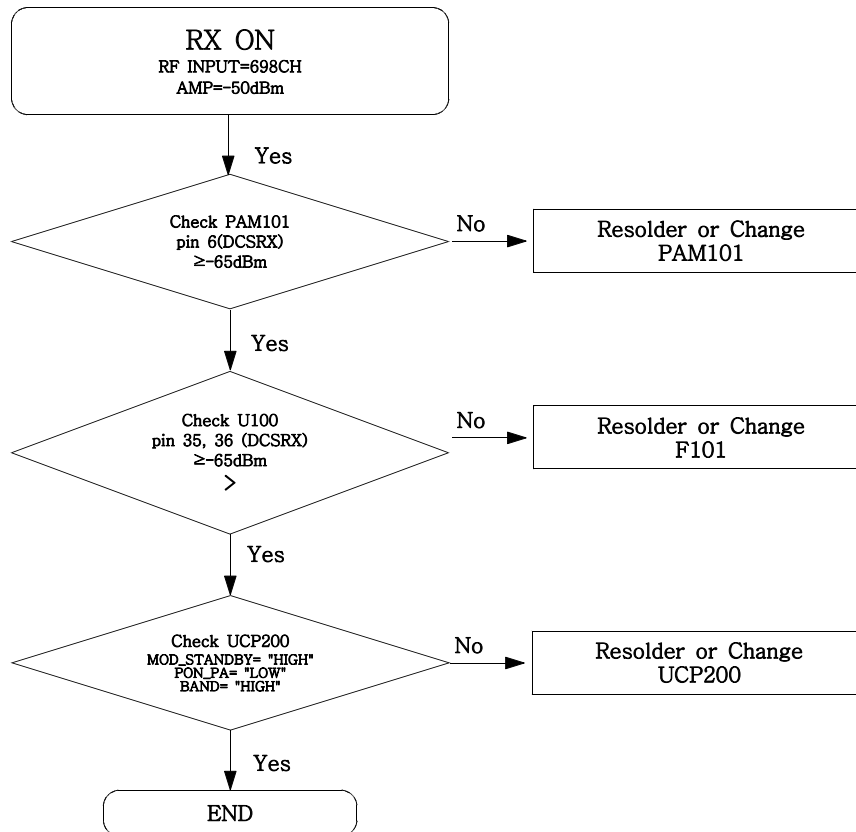 RX ON
RF INPUT=698CH
AMP=-50dBm
Yes
Check PAM101
pin 6(DCSRX)
≥-65dBm
No
Resolder or Change
PAM101
Yes
Check U100
pin 35, 36 (DCSRX)
≥-65dBm
>
No
Resolder or Change
F101
Yes
Check UCP200
MOD_STANDBY= "HIGH"
PON_PA= "LOW"
BAND= "HIGH"
No
Resolder or Change
UCP200
Yes
END